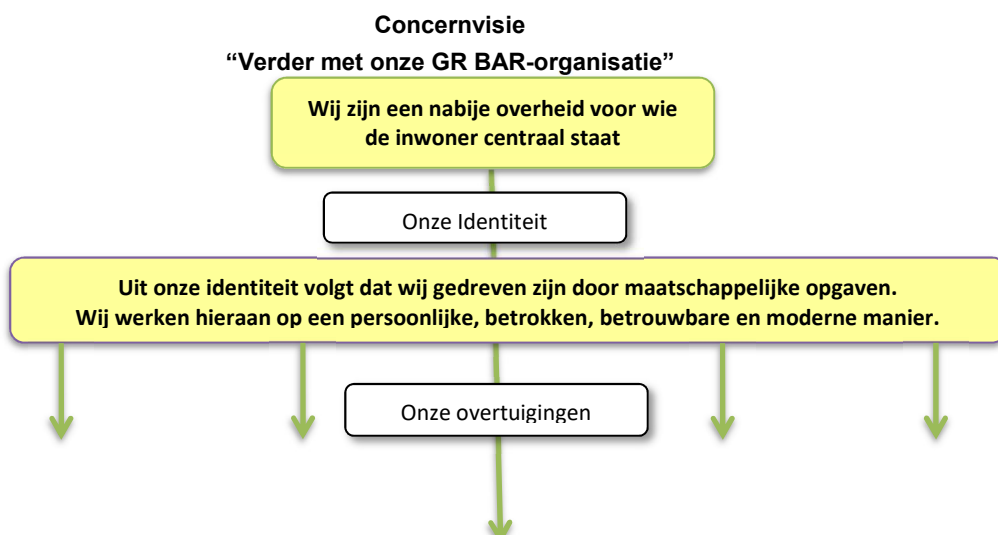 Concernvisie
“Verder met onze GR BAR-organisatie”
Wij zijn een nabije overheid voor wie
de inwoner centraal staat
Onze Identiteit
Uit onze identiteit volgt dat wij gedreven zijn door maatschappelijke opgaven.
Wij werken hieraan op een persoonlijke, betrokken, betrouwbare en moderne manier.
Onze overtuigingen